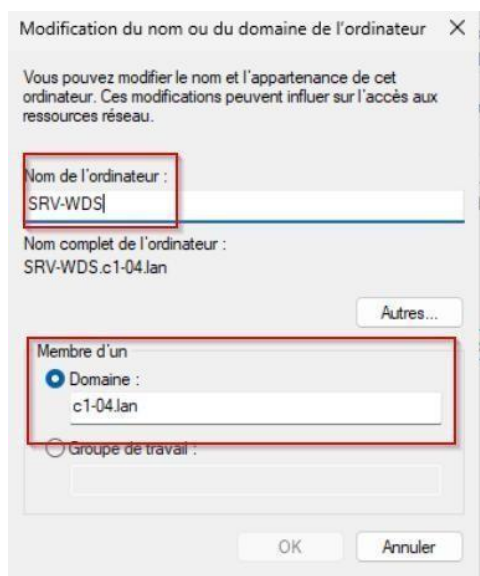 Modification du nom ou du domaine de l'ordinateur
Vous pouvez modifier le nom et l'appartenance de cet
ordinateur. Ces modifications peuvent influer sur l'accès aux
ressources réseau.
Nom de l'ordinateur :
SRV-WDS
Nom complet de l'ordinateur :
SRV-WDS.c1-04.lan
Autres...
Membre d'un
Domaine :
c1-04.lan
Groupe de travail :
OK Annuler